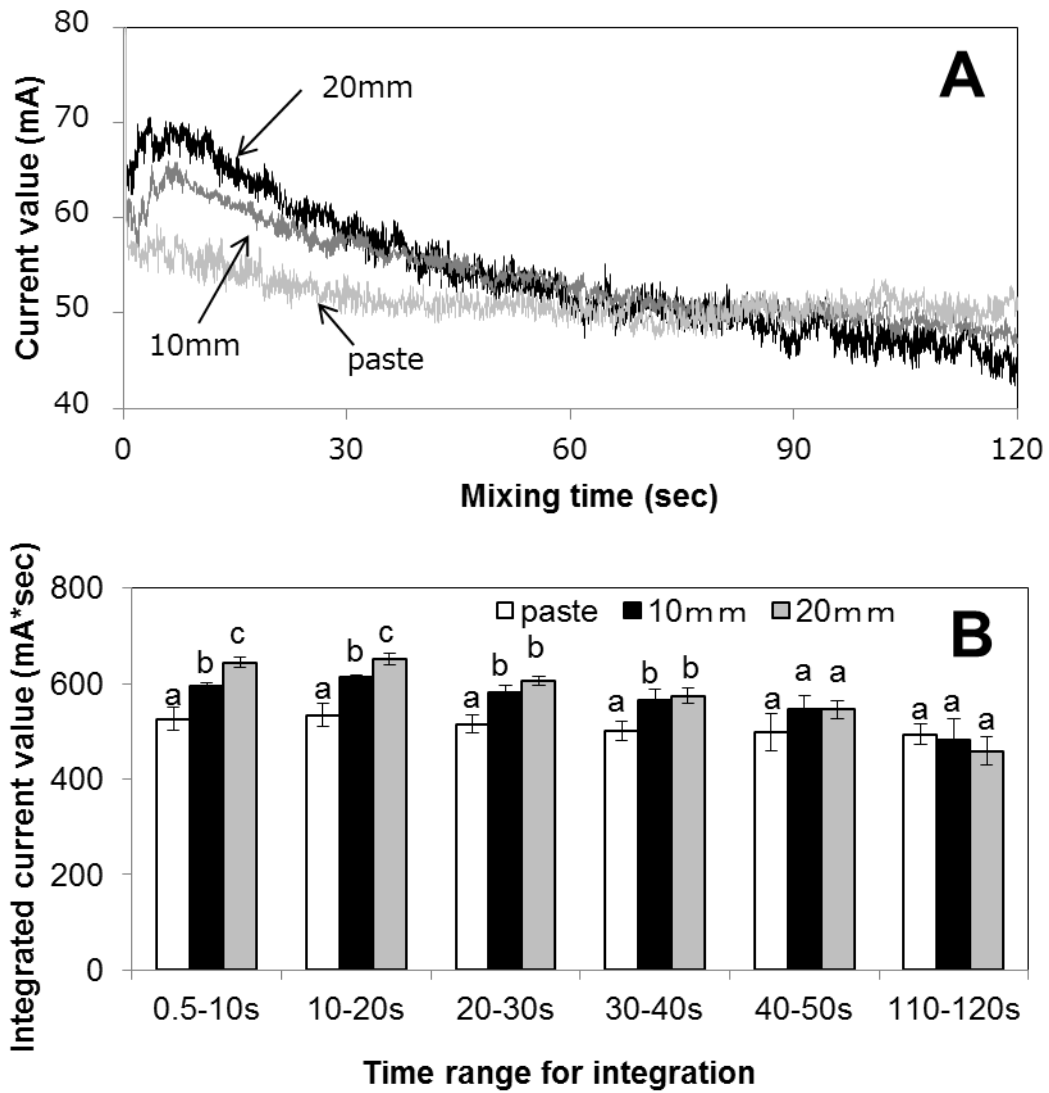 A
80
70
60
50
40
Current value (mA)
20mm
10mm
paste
0 30 60 90 120
Mixing time (sec)
B
800
600
400
200
0
Integrated current value (mA*sec)
paste 10mm 20mm
a b c
a b c
a b b
a b b
a a a
a a a
0.5-10s 10-20s 20-30s 30-40s 40-50s 110-120s
Time range for integration